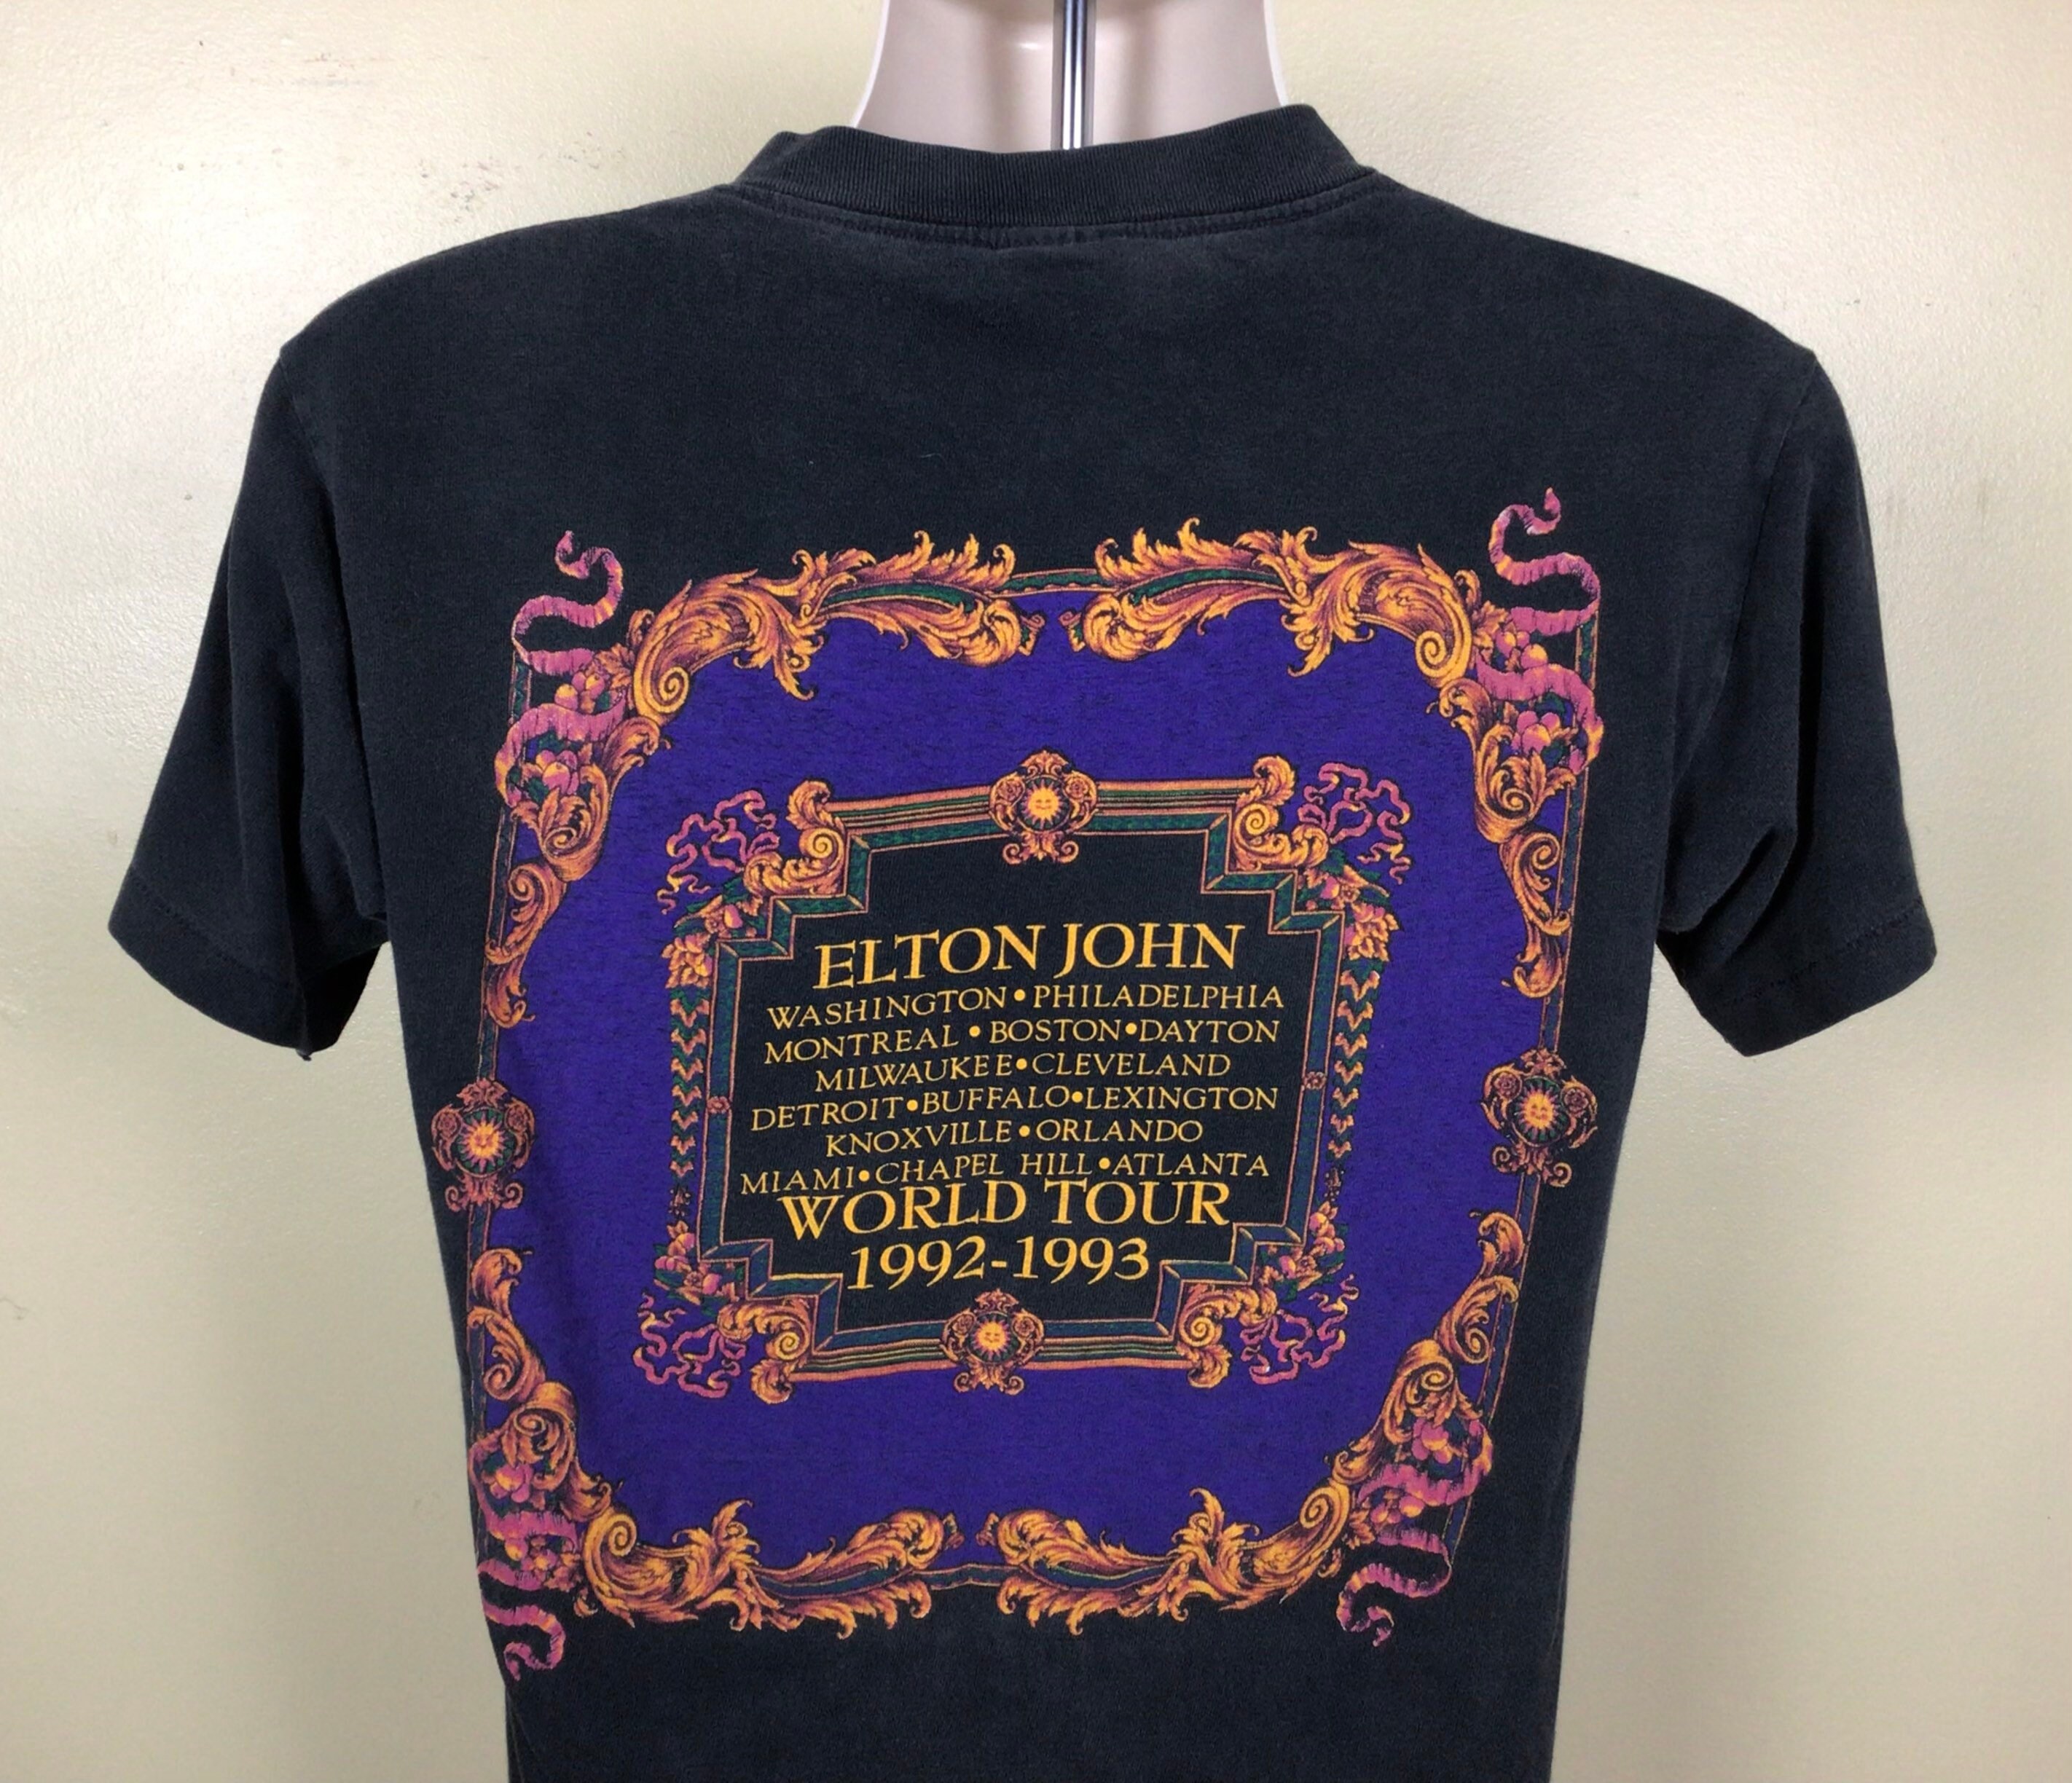 ELTON JOHN
WASHINGTON • PHILADELPHIA
MONTREAL • BOSTON • DAYTON
MILWAUKEE • CLEVELAND
DETROIT • BUFFALO • LEXINGTON
KNOXVILLE • ORLANDO
MIAMI • CHAPEL HILL • ATLANTA
WORLD TOUR
1992-1993